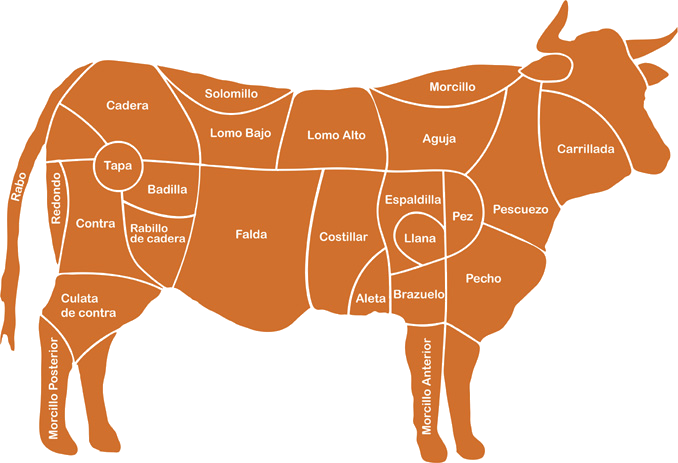 Solomillo
Morcillo
Cadera
Lomo Bajo
Lomo Alto
Aguja
Carrillada
Tapa
Rabo
Redondo
Badilla
Espaldilla
Pez
Pescuezo
Contra
Rabillo
de cadera
Falda
Costillar
Llana
Pecho
Culata
de contra
Aleta
Brazuelo
Morcillo Posterior
Morcillo Anterior